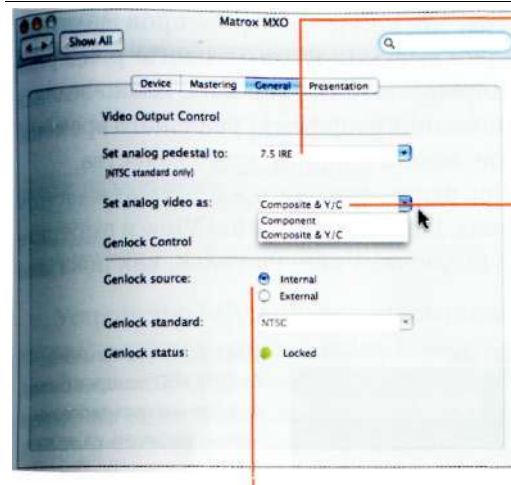 Matrox MXO
Show All
Device Mastering General Presentation
Video Output Control
Set analog pedestal to: 7.5 IRE
[NTSC standard only]
Set analog video as: Composite & Y/C
Component
Composite & Y/C
Genlock Control
Genlock source: Internal
External
Genlock standard: NTSC
Genlock status: Locked